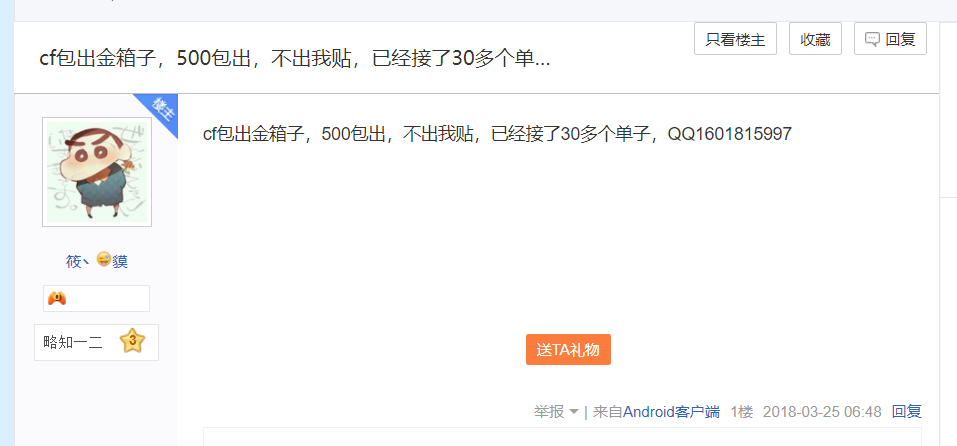 只看楼主
收藏
回复
cf包出金箱子，500包出，不出我贴，已经接了30多个单...
楼主
cf包出金箱子，500包出，不出我贴，已经接了30多个单子，QQ1601815997
筱丶😜貘
略知一二 3
送TA礼物
举报 | 来自Android客户端 1楼 2018-03-25 06:48 回复